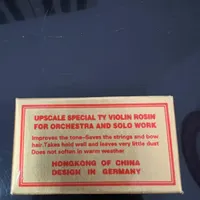 UPSCALE SPECIAL TY VIOLIN ROSIN
FOR ORCHESTRA AND SOLO WORK
Improves the tone-Saves the strings and bow
hair.Takes hold well and leaves very little dust
Does not soften in warm weather
HONGKONG OF CHINA
DESIGN IN GERMANY